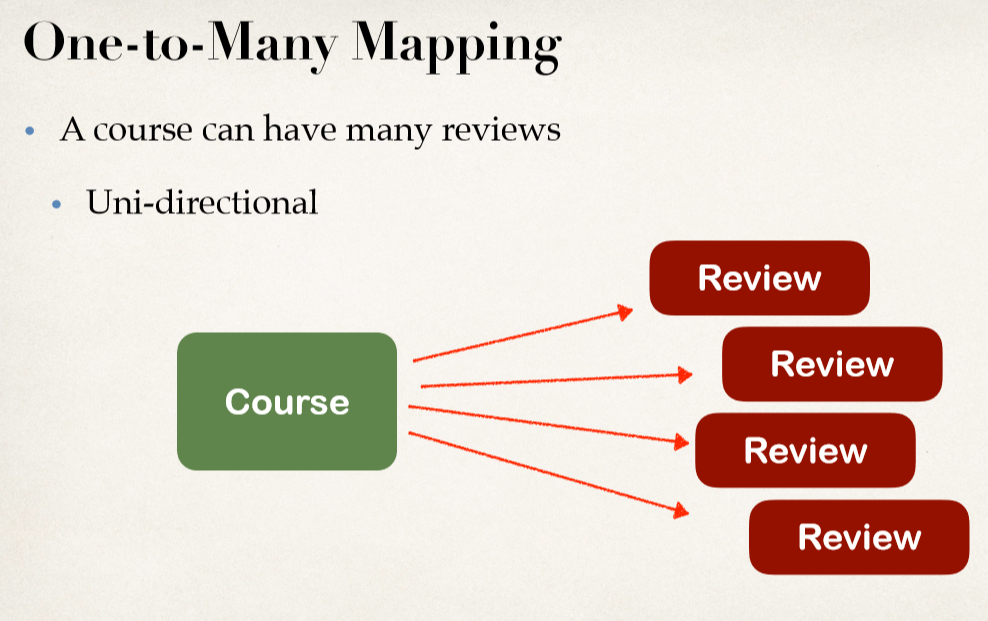 One-to-Many Mapping
• A course can have many reviews
• Uni-directional
Review
Review
Course
Review
Review